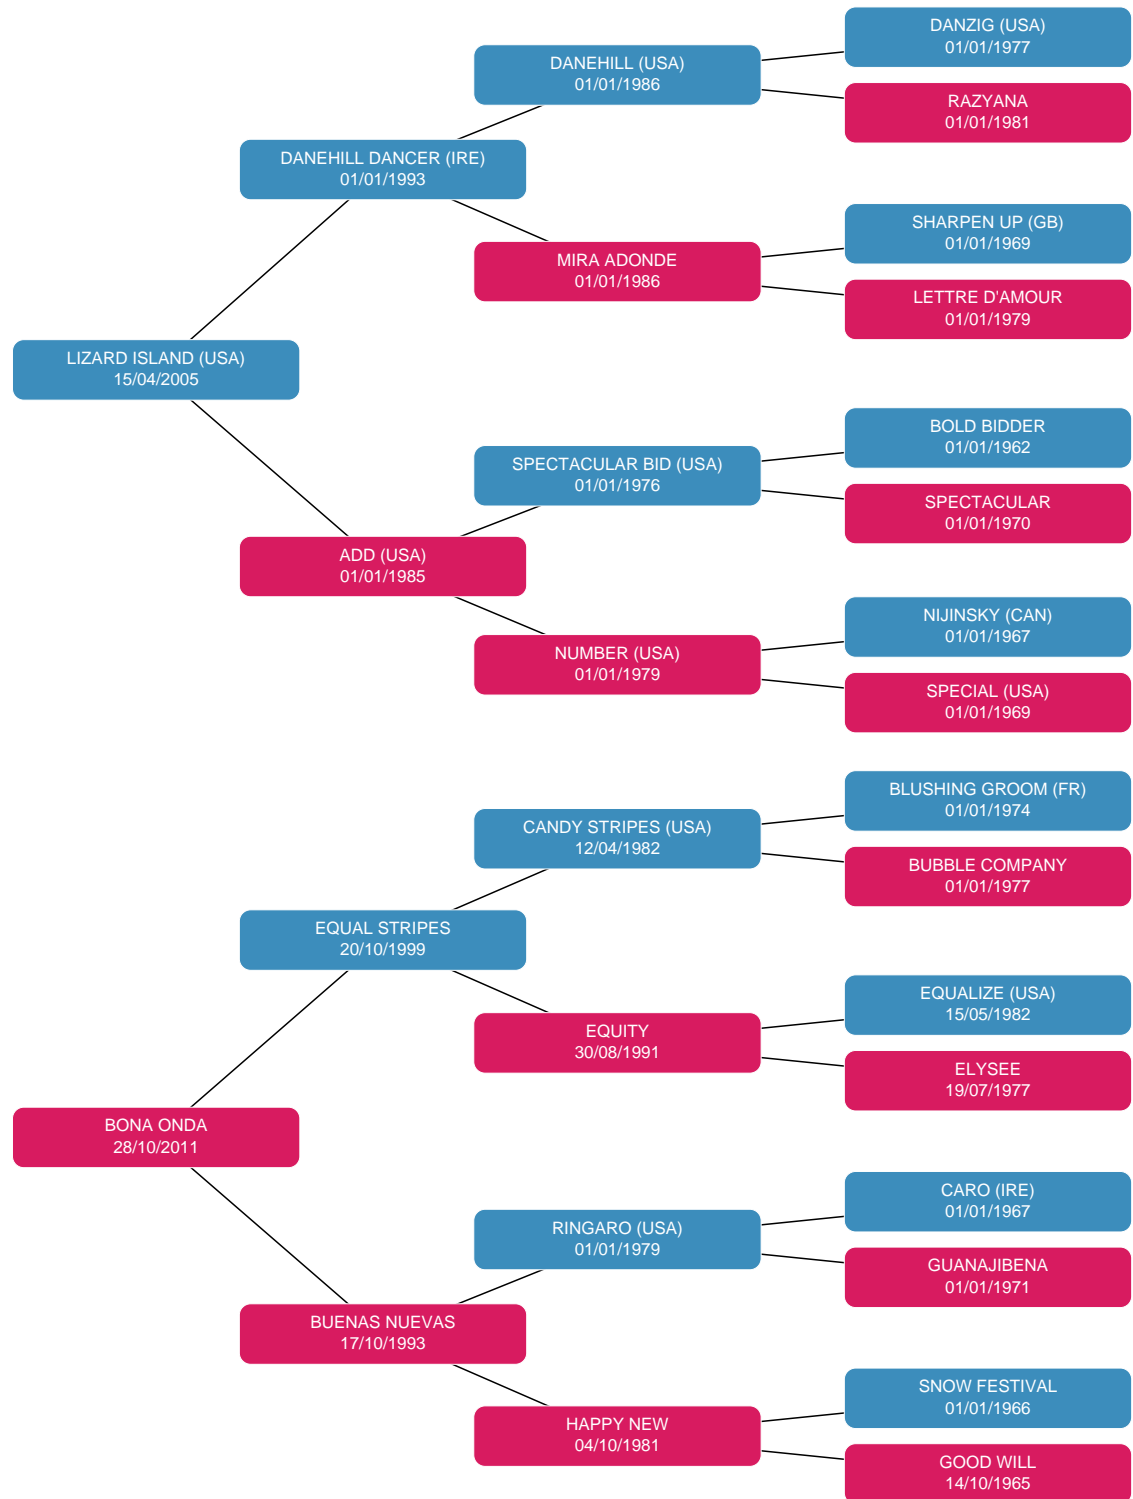 DANZIG (USA)
01/01/1977
DANEHILL (USA)
01/01/1986
RAZYANA
01/01/1981
DANEHILL DANCER (IRE)
01/01/1993
SHARPEN UP (GB)
01/01/1969
MIRA ADONDE
01/01/1986
LETTRE D'AMOUR
01/01/1979
LIZARD ISLAND (USA)
15/04/2005
BOLD BIDDER
01/01/1962
SPECTACULAR BID (USA)
01/01/1976
SPECTACULAR
01/01/1970
ADD (USA)
01/01/1985
NIJINSKY (CAN)
01/01/1967
NUMBER (USA)
01/01/1979
SPECIAL (USA)
01/01/1969
BLUSHING GROOM (FR)
01/01/1974
CANDY STRIPES (USA)
12/04/1982
BUBBLE COMPANY
01/01/1977
EQUAL STRIPES
20/10/1999
EQUALIZE (USA)
15/05/1982
EQUITY
30/08/1991
ELYSEE
19/07/1977
BONA ONDA
28/10/2011
CARO (IRE)
01/01/1967
RINGARO (USA)
01/01/1979
GUANAJIBENA
01/01/1971
BUENAS NUEVAS
17/10/1993
SNOW FESTIVAL
01/01/1966
HAPPY NEW
04/10/1981
GOOD WILL
14/10/1965